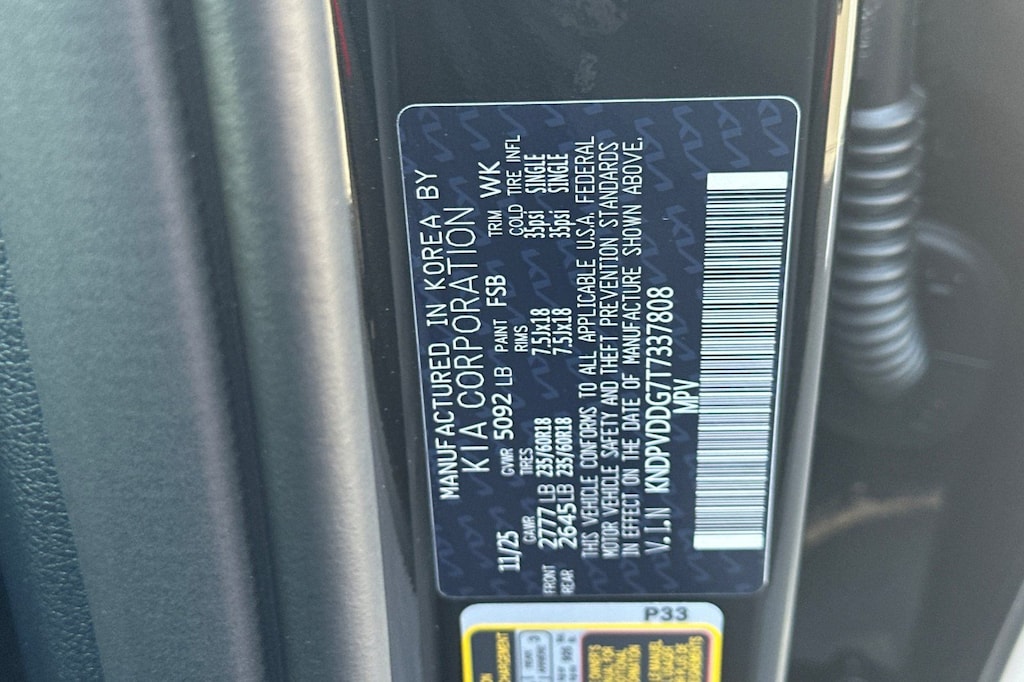 MANUFACTURED IN KOREA BY
KIA CORPORATION
11/25 GVWR 5092 LB PAINT FSB TRIM WK
GAWR TIRES RIMS COLD TIRE INFL
FRONT 2777 LB 235/60R18 7.5Jx18 35psi SINGLE
REAR 2645 LB 235/60R18 7.5Jx18 35psi SINGLE
THIS VEHICLE CONFORMS TO ALL APPLICABLE U.S.A. FEDERAL
MOTOR VEHICLE SAFETY AND THEFT PREVENTION STANDARDS
IN EFFECT ON THE DATE OF MANUFACTURE SHOWN ABOVE.
V.I.N KNDPVDDG7T7337808
MPV
P33